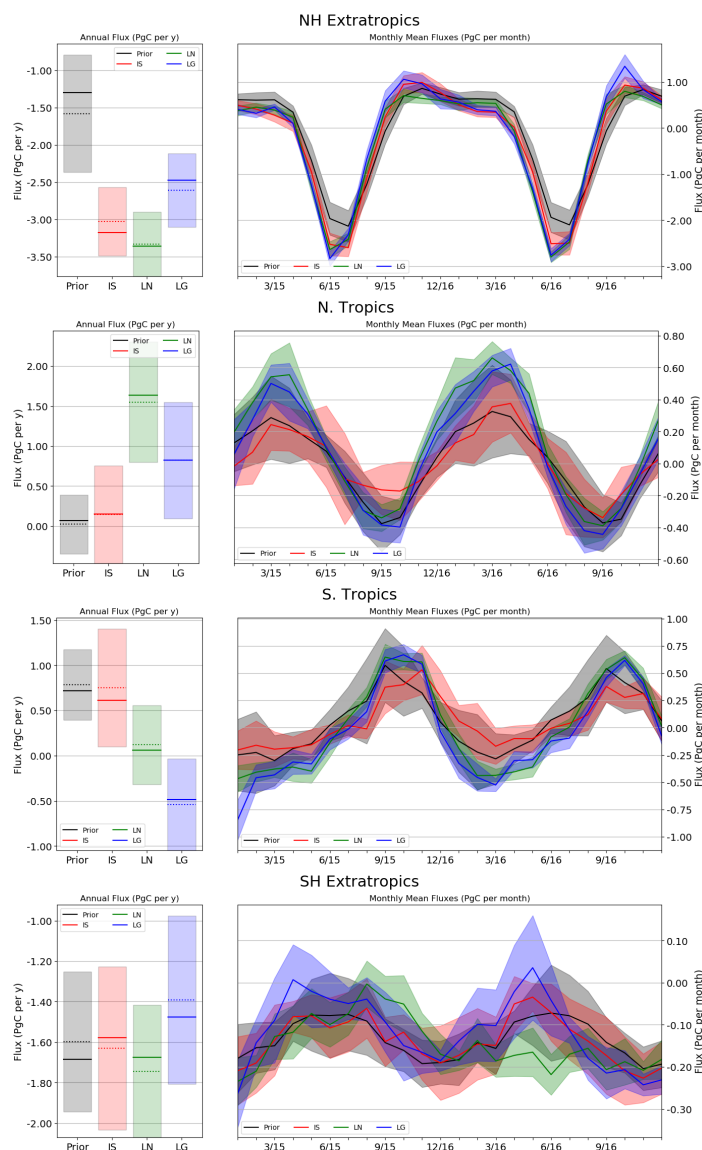 NH Extratropics
Annual Flux (PgC per y)
Monthly Mean Fluxes (PgC per month)
Prior
IS
LN
LG
-1.00
-1.50
-2.00
-2.50
-3.00
-3.50
Flux (PgC per y)
Prior IS LN LG
Prior IS LN LG
1.00
0.00
-1.00
-2.00
-3.00
Flux (PgC per month)
3/15 6/15 9/15 12/16 3/16 6/16 9/16
N. Tropics
Annual Flux (PgC per y)
Monthly Mean Fluxes (PgC per month)
Prior
IS
LN
LG
2.00
1.50
1.00
0.50
0.00
Flux (PgC per y)
Prior IS LN LG
Prior IS LN LG
0.80
0.60
0.40
0.20
0.00
-0.20
-0.40
-0.60
Flux (PgC per month)
3/15 6/15 9/15 12/16 3/16 6/16 9/16
S. Tropics
Annual Flux (PgC per y)
Monthly Mean Fluxes (PgC per month)
1.50
1.00
0.50
0.00
-0.50
-1.00
Flux (PgC per y)
Prior
IS
LN
LG
Prior IS LN LG
Prior IS LN LG
1.00
0.75
0.50
0.25
0.00
-0.25
-0.50
-0.75
-1.00
Flux (PgC per month)
3/15 6/15 9/15 12/16 3/16 6/16 9/16
SH Extratropics
Annual Flux (PgC per y)
Monthly Mean Fluxes (PgC per month)
Prior
IS
LN
LG
-1.00
-1.20
-1.40
-1.60
-1.80
-2.00
Flux (PgC per y)
Prior IS LN LG
Prior IS LN LG
0.10
0.00
-0.10
-0.20
-0.30
Flux (PgC per month)
3/15 6/15 9/15 12/16 3/16 6/16 9/16